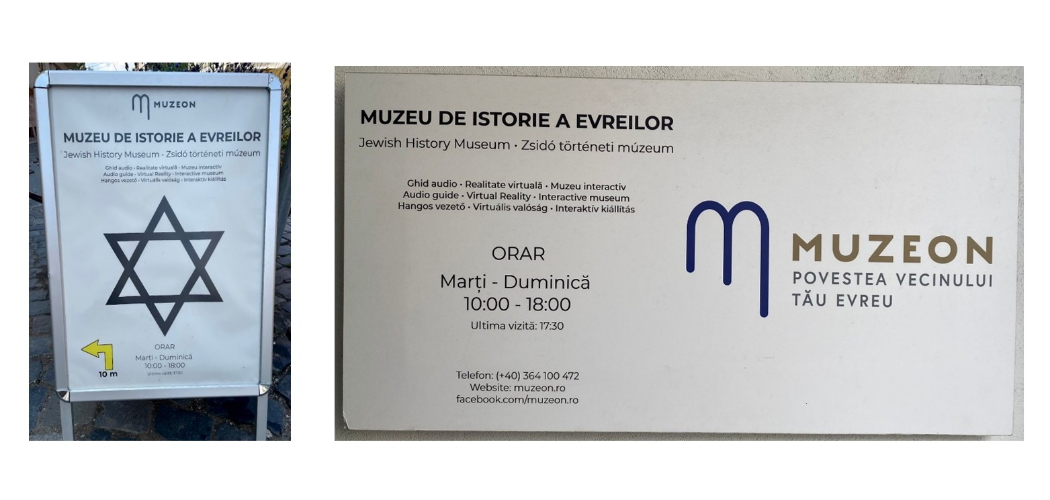 MUZEON
MUZEU DE ISTORIE A EVREILOR
Jewish History Museum • Zsidó történeti múzeum
Ghid audio • Realitate virtuală • Muzeu interactiv
Audio guide • Virtual Reality • Interactive museum
Hangos vezető • Virtuális valóság • Interaktív kiállítás
ORAR
Marți - Duminică
10:00 - 18:00
Ultima vizită: 17:30
10 m
MUZEU DE ISTORIE A EVREILOR
Jewish History Museum • Zsidó történeti múzeum
Ghid audio • Realitate virtuală • Muzeu interactiv
Audio guide • Virtual Reality • Interactive museum
Hangos vezető • Virtuális valóság • Interaktív kiállítás
ORAR
Marți - Duminică
10:00 - 18:00
Ultima vizită: 17:30
Telefon: (+40) 364 100 472
Website: muzeon.ro
facebook.com/muzeon.ro
MUZEON
POVESTEA VECINULUI
TĂU EVREU